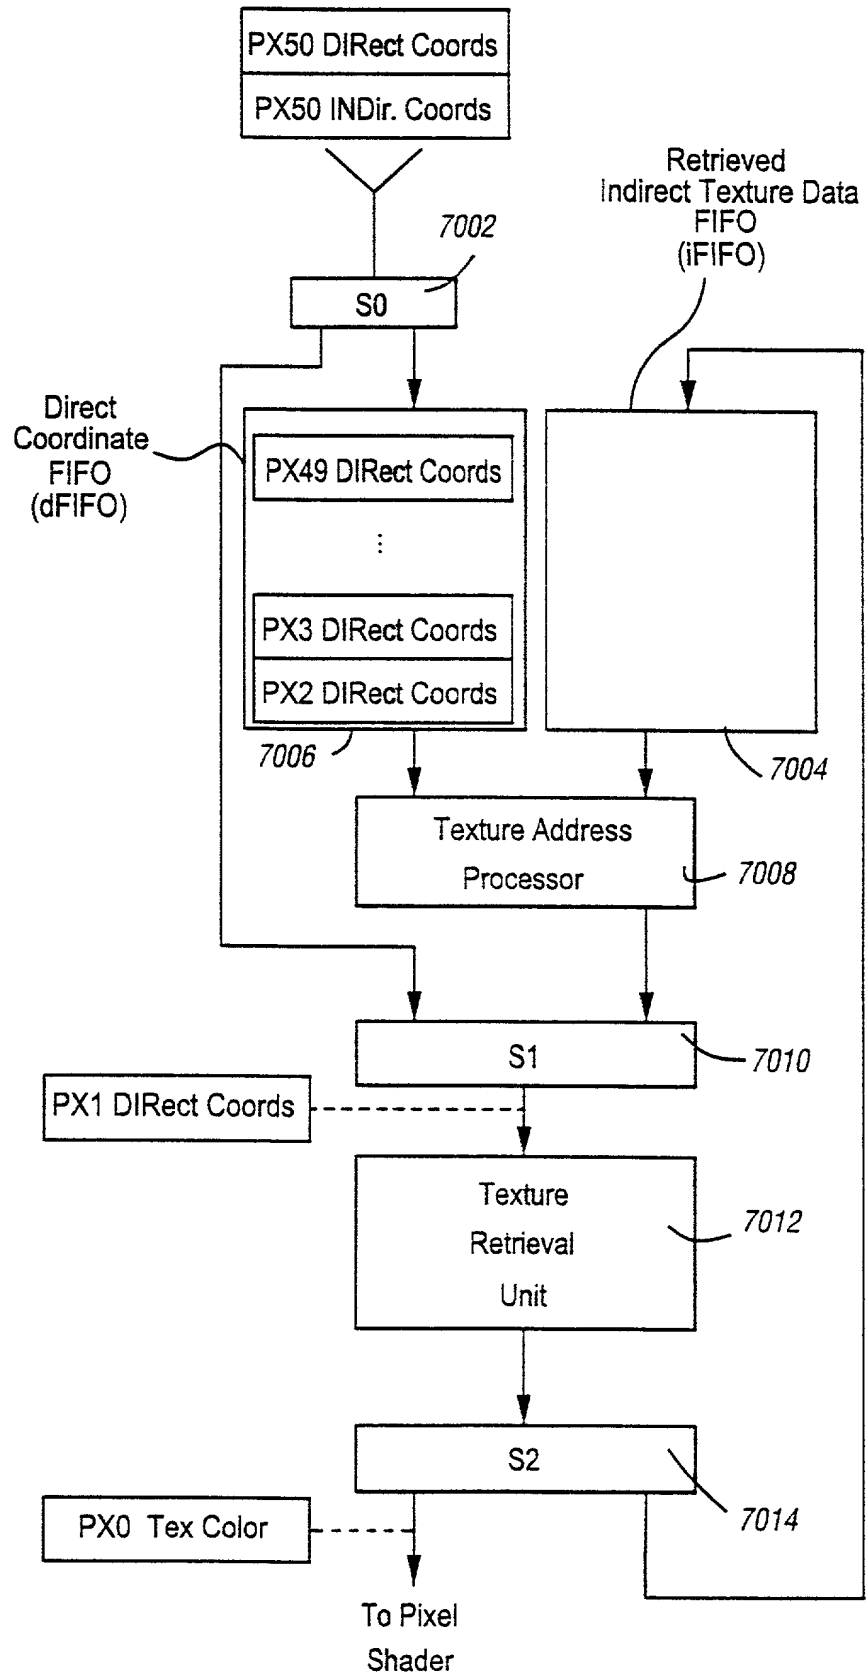 PX50 DIRect Coords
PX50 INDir. Coords
Retrieved
Indirect Texture Data
FIFO
(iFIFO)
7002
S0
Direct
Coordinate
FIFO
(dFIFO)
PX49 DIRect Coords
...
PX3 DIRect Coords
PX2 DIRect Coords
7006
7004
Texture Address
Processor
7008
S1
7010
PX1 DIRect Coords
Texture
Retrieval
Unit
7012
S2
7014
PX0 Tex Color
To Pixel
Shader